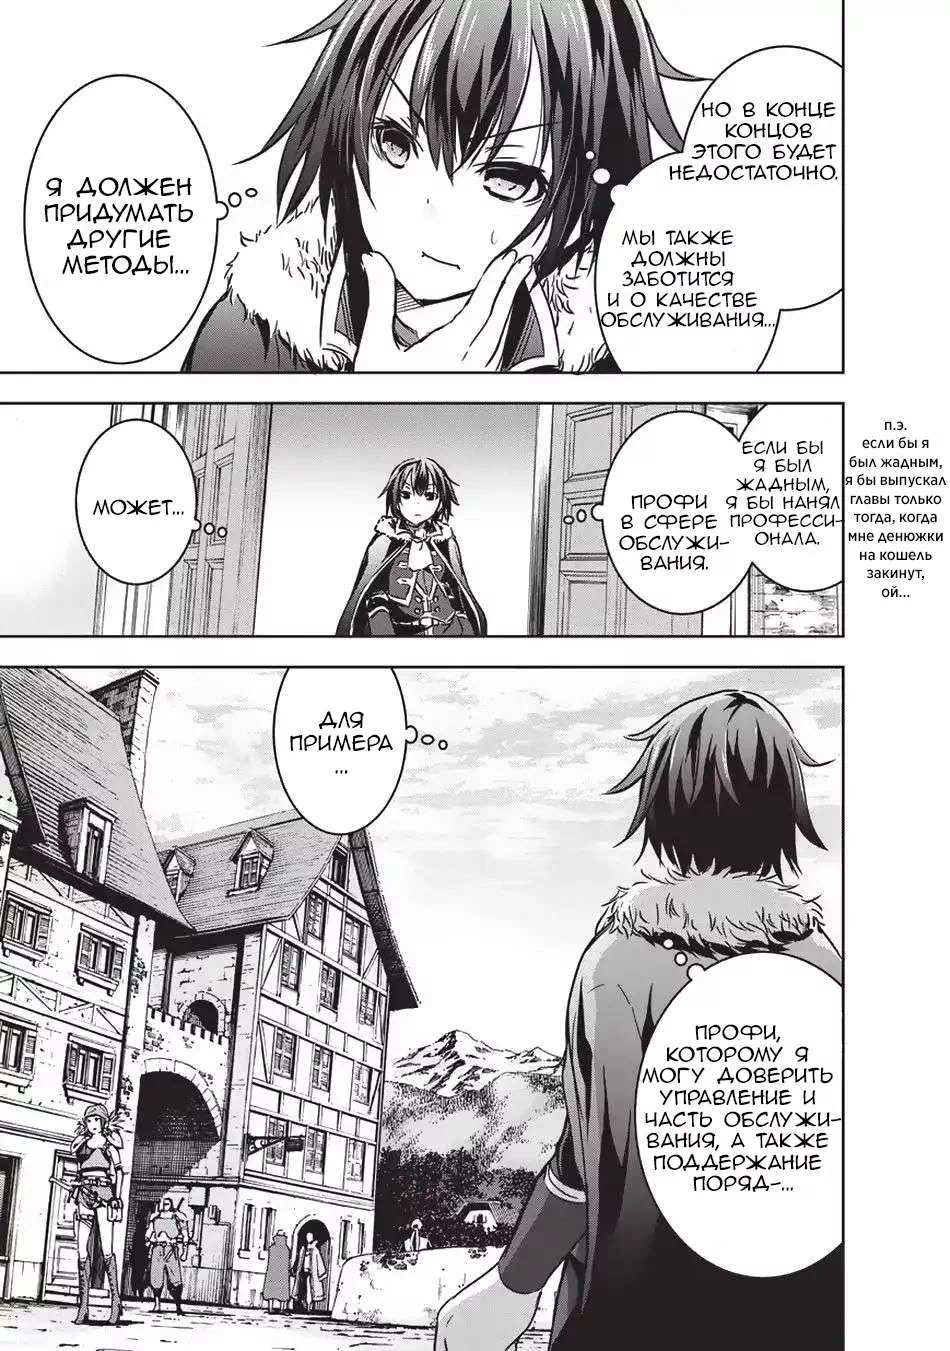 НО В КОНЦЕ
КОНЦОВ
ЭТОГО БУДЕТ
НЕДОСТАТОЧНО.
МЫ ТАКЖЕ
ДОЛЖНЫ
ЗАБОТИТСЯ
И О КАЧЕСТВЕ
ОБСЛУЖИВАНИЯ...
Я ДОЛЖЕН
ПРИДУМАТЬ
ДРУГИЕ
МЕТОДЫ...
п.э.
если бы я
был жадным,
я бы выпускал
главы только
тогда, когда
мне денюжки
на кошель
закинут,
ой...
ЕСЛИ БЫ
Я БЫЛ
ЖАДНЫМ,
Я БЫ НАНЯЛ
ПРОФЕССИ-
ОНАЛА.
ПРОФИ
В СФЕРЕ
ОБСЛУЖИ-
ВАНИЯ.
МОЖЕТ...
ДЛЯ
ПРИМЕРА
...
ПРОФИ,
КОТОРОМУ Я
МОГУ ДОВЕРИТЬ
УПРАВЛЕНИЕ И
ЧАСТЬ ОБСЛУЖИ-
ВАНИЯ, А ТАКЖЕ
ПОДДЕРЖАНИЕ
ПОРЯД-...